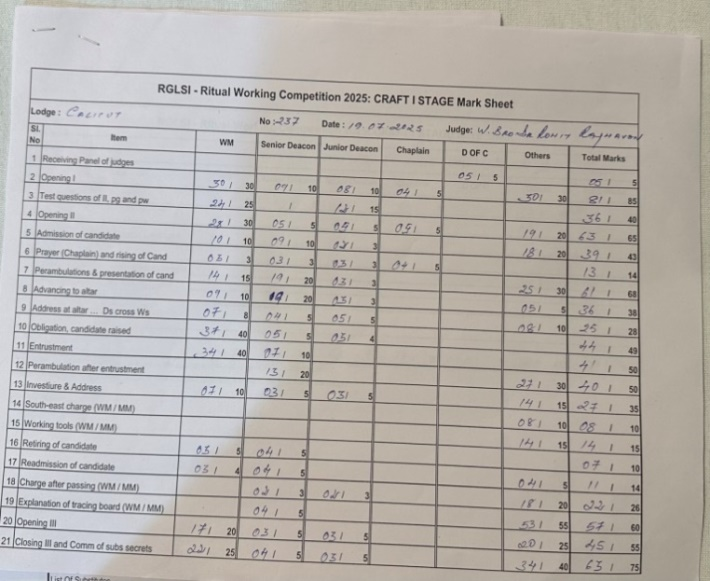 RGLSI - Ritual Working Competition 2025: CRAFT I STAGE Mark Sheet
Lodge: CALICUT No: 237 Date: 19 07 2025 Judge: W. Bro
Sl. No Item WM Senior Deacon Junior Deacon Chaplain D OF C Others Total Marks
1 Receiving Panel of judges 05 / 5 05 / 5
2 Opening I 30 / 30 09 / 10 08 / 10 04 / 5 30 / 30 81 / 85
3 Test questions of II, pg and pw 24 / 25 / 12 / 15 36 / 40
4 Opening II 28 / 30 05 / 5 05 / 5 05 / 5 19 / 20 63 / 65
5 Admission of candidate 10 / 10 09 / 10 02 / 3 18 / 20 39 / 43
6 Prayer (Chaplain) and rising of Cand 03 / 3 03 / 3 03 / 3 04 / 5 13 / 14
7 Perambulations & presentation of cand 14 / 15 19 / 20 03 / 3 25 / 30 61 / 68
8 Advancing to altar 09 / 10 19 / 20 03 / 3 05 / 5 36 / 38
9 Address at altar ... Ds cross Ws 07 / 8 04 / 5 05 / 5 09 / 10 25 / 28
10 Obligation, candidate raised 37 / 40 05 / 5 03 / 4 44 / 49
11 Entrustment 34 / 40 07 / 10 41 / 50
12 Perambulation after entrustment 13 / 20 27 / 30 40 / 50
13 Investiure & Address 07 / 10 03 / 5 03 / 5 14 / 15 27 / 35
14 South-east charge (WM / MM) 08 / 10 08 / 10
15 Working tools (WM / MM) 14 / 15 14 / 15
16 Retiring of candidate 03 / 5 04 / 5 07 / 10
17 Readmission of candidate 03 / 4 04 / 5 04 / 5 11 / 14
18 Charge after passing (WM / MM) 02 / 3 02 / 3 18 / 20 22 / 26
19 Explanation of tracing board (WM / MM) 04 / 5 53 / 55 57 / 60
20 Opening III 17 / 20 03 / 5 05 / 5 20 / 25 45 / 55
21 Closing III and Comm of subs secrets 22 / 25 04 / 5 03 / 5 34 / 40 63 / 75